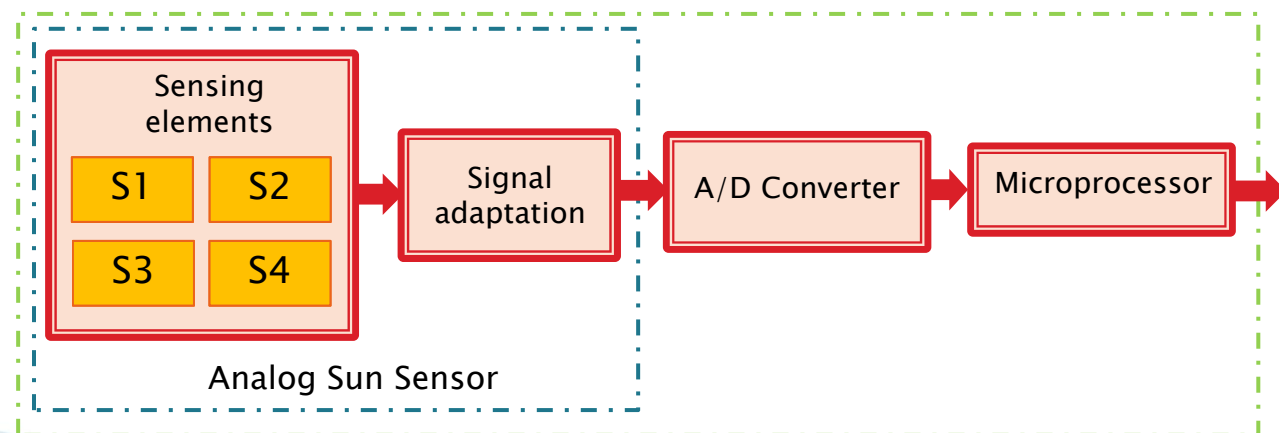 Sensing
elements
S1
S2
S3
S4
Signal
adaptation
A/D Converter
Microprocessor
Analog Sun Sensor